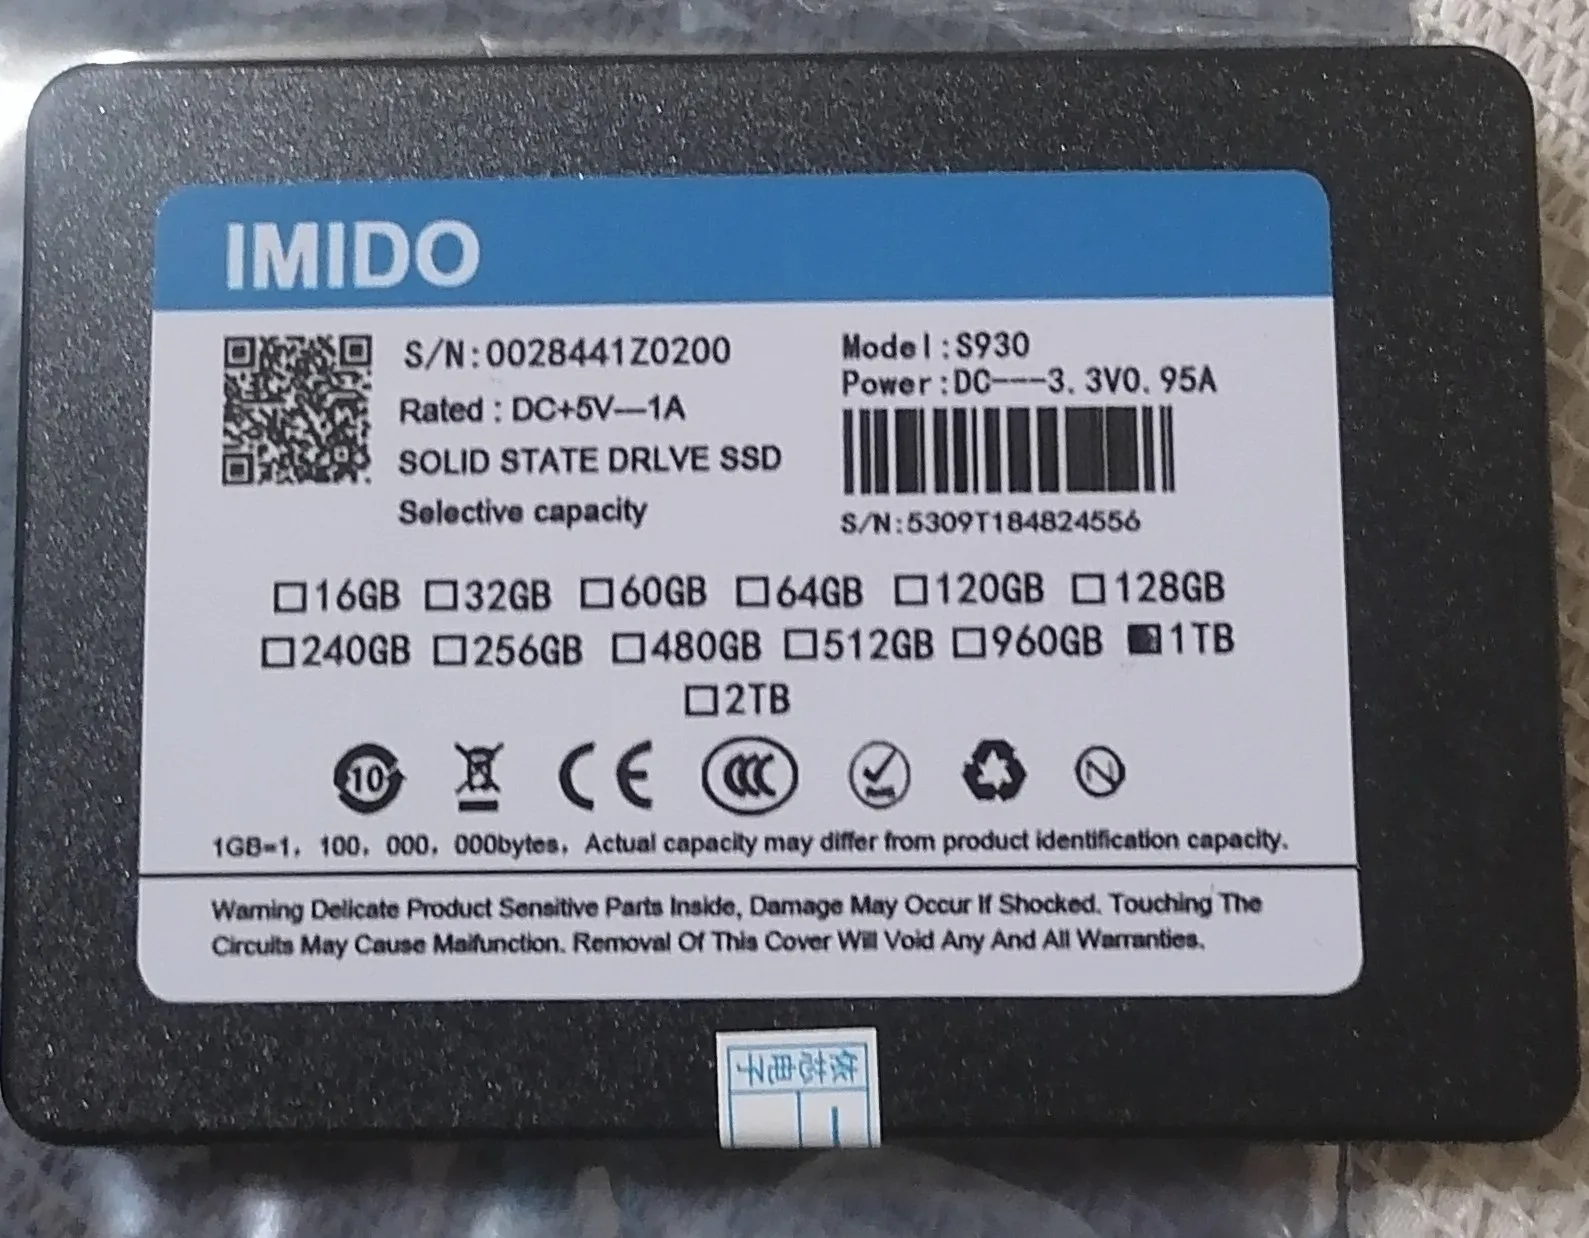 IMIDO
S/N:0028441Z0200
Rated : DC+5V—1A
SOLID STATE DRLVE SSD
Selective capacity
Model:S930
Power:DC---3. 3V0. 95A
S/N:5309T184824556
□16GB □32GB □60GB □64GB □120GB □128GB
□240GB □256GB □480GB □512GB □960GB ■1TB
□2TB
10
CE
CCC
1GB=1, 100, 000, 000bytes, Actual capacity may differ from product identification capacity.
Warning Delicate Product Sensitive Parts Inside, Damage May Occur If Shocked. Touching The
Circuits May Cause Maifunction. Removal Of This Cover Will Void Any And All Warranties.